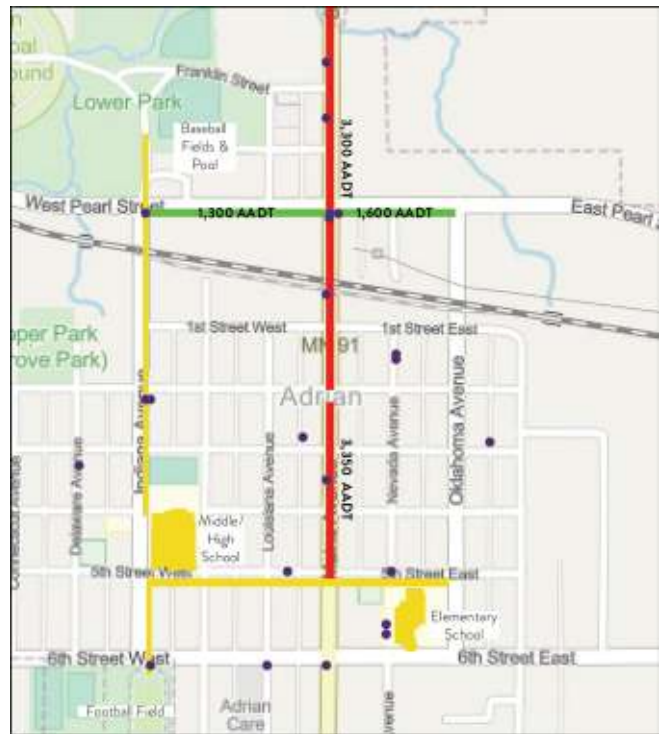 Franklin Street
Lower Park
Baseball
Fields &
Pool
3,300 AADT
West Pearl Street
1,300 AADT
1,600 AADT
East Pearl
1st Street West
1st Street East
MN 91
Park
Adrian
Indiana Avenue
Oklahoma Avenue
Nevada Avenue
Louisiana Avenue
Delaware Avenue
3,350 AADT
Middle/
High
School
5th Street West
5th Street East
Elementary
School
6th Street West
6th Street East
Football Field
Adrian
Care